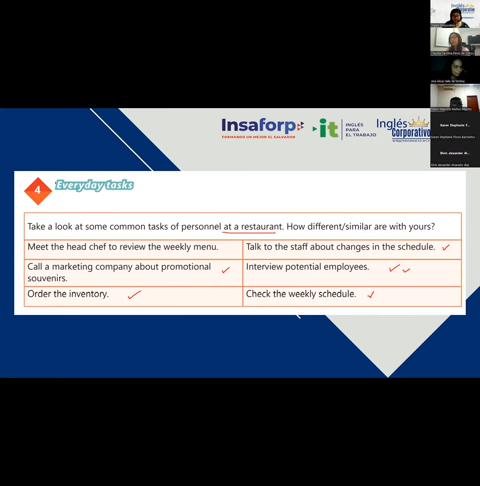 Inglés
Corporativo
Insaforp
FORMANDO UN MEJOR EL SALVADOR
it
INGLÉS
PARA
EL TRABAJO
Inglés
Corporativo
4
Everyday tasks
Take a look at some common tasks of personnel at a restaurant. How different/similar are with yours?
Meet the head chef to review the weekly menu.
Talk to the staff about changes in the schedule.
Call a marketing company about promotional
souvenirs.
Interview potential employees.
Order the inventory.
Check the weekly schedule.